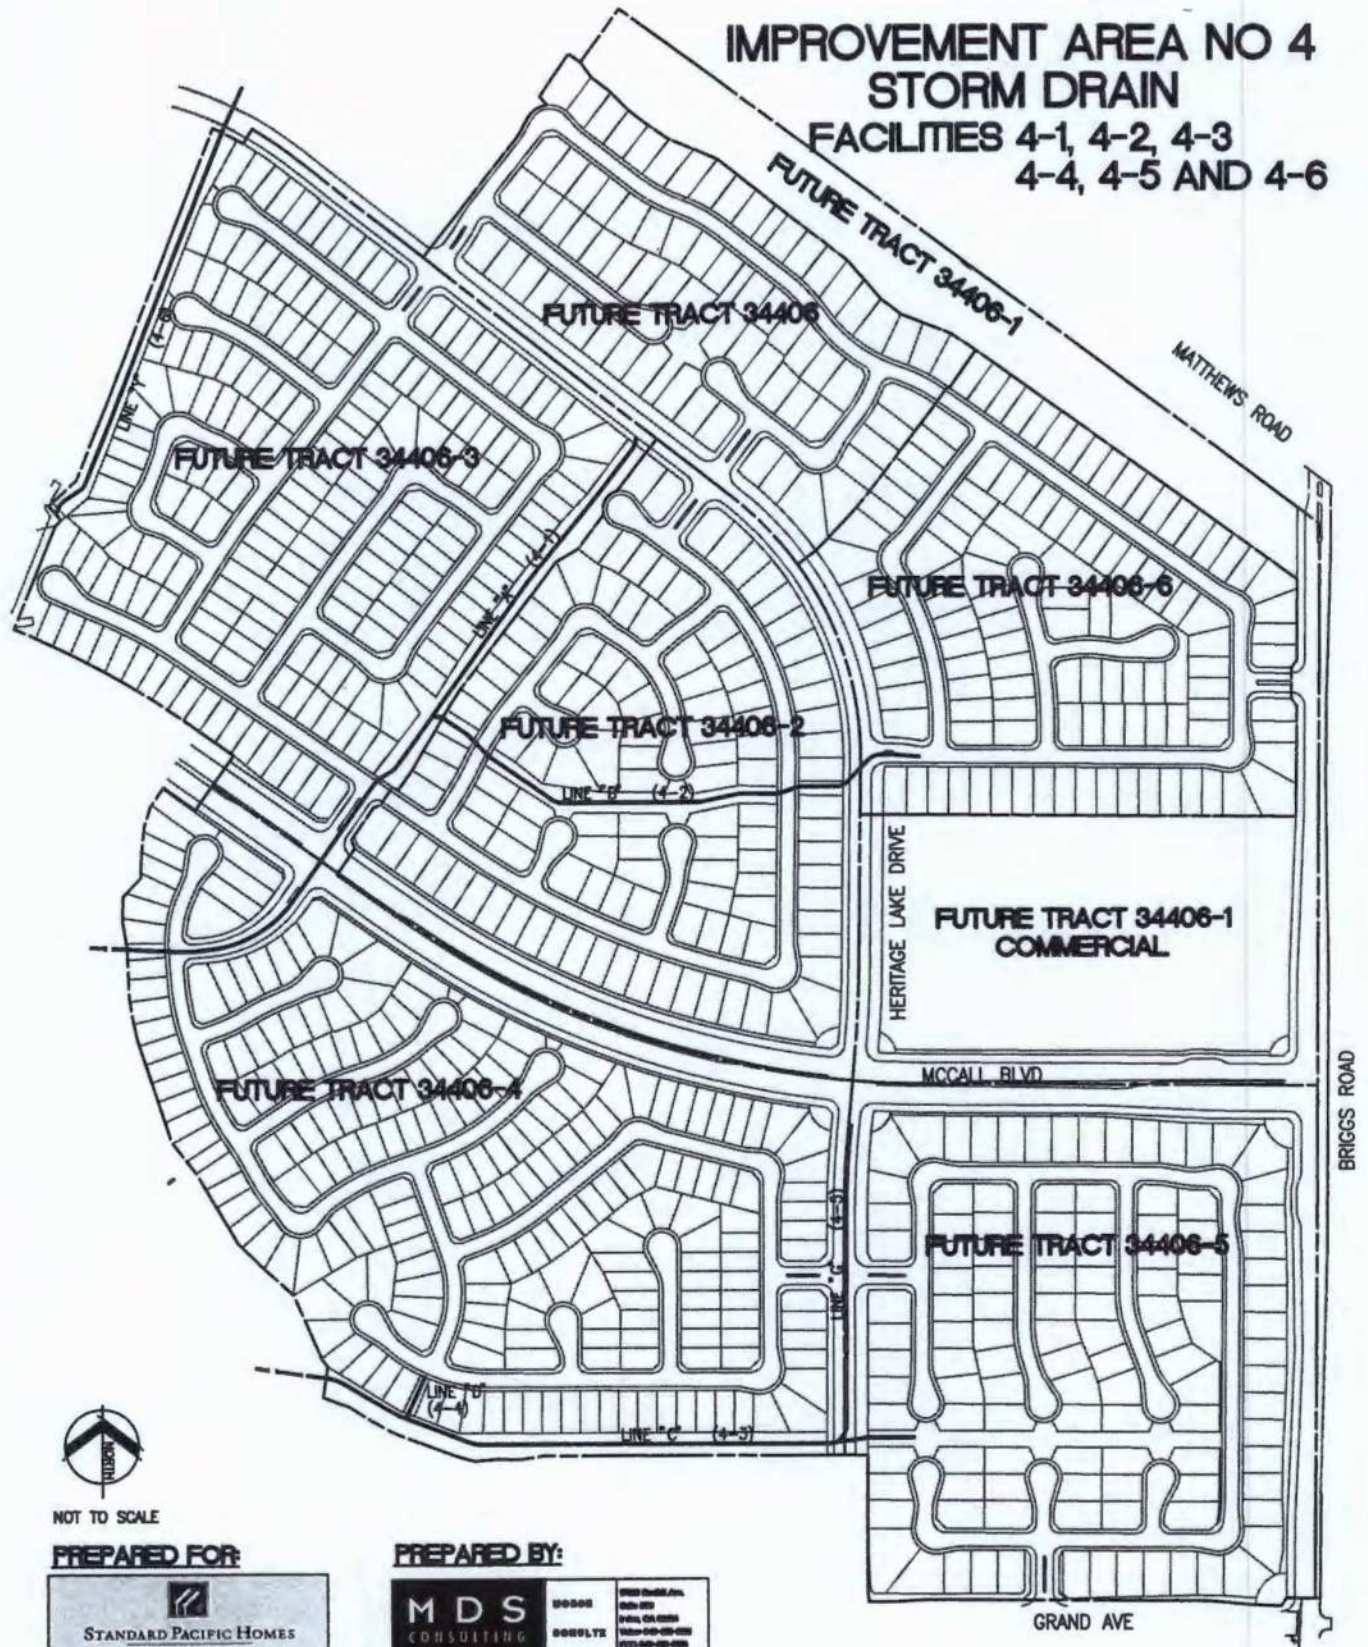 IMPROVEMENT AREA NO 4
STORM DRAIN
FACILITIES 4-1, 4-2, 4-3
4-4, 4-5 AND 4-6
FUTURE TRACT 34406-1
FUTURE TRACT 34406
MATTHEWS ROAD
LINE
FUTURE TRACT 34406-3
LINE "A" (4-1)
FUTURE TRACT 34406-6
FUTURE TRACT 34406-2
LINE "B" (4-2)
HERITAGE LAKE DRIVE
FUTURE TRACT 34406-1
COMMERCIAL
MCCALL BLVD
BRIGGS ROAD
FUTURE TRACT 34406-4
LINE "G"
FUTURE TRACT 34406-5
LINE "D"
(4-4)
LINE "C" (4-3)
NORTH
NOT TO SCALE
GRAND AVE
PREPARED FOR:
STANDARD PACIFIC HOMES
PREPARED BY:
MDS
CONSULTING